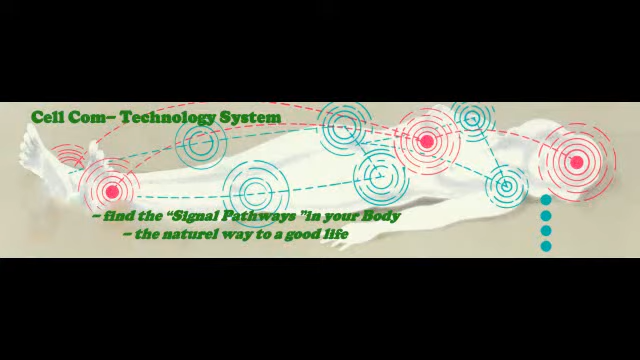 Cell Com– Technology System
– find the “Signal Pathways ”in your Body
– the naturel way to a good life